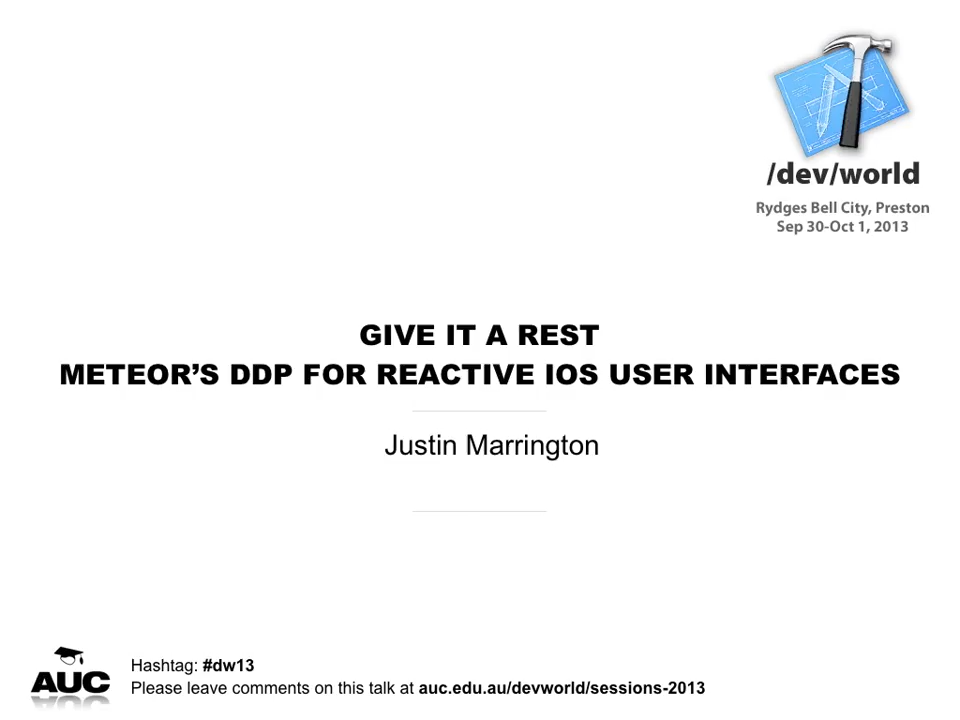 /dev/world
Rydges Bell City, Preston
Sep 30-Oct 1, 2013
GIVE IT A REST
METEOR'S DDP FOR REACTIVE IOS USER INTERFACES
Justin Marrington
AUC
Hashtag: #dw13
Please leave comments on this talk at auc.edu.au/devworld/sessions-2013